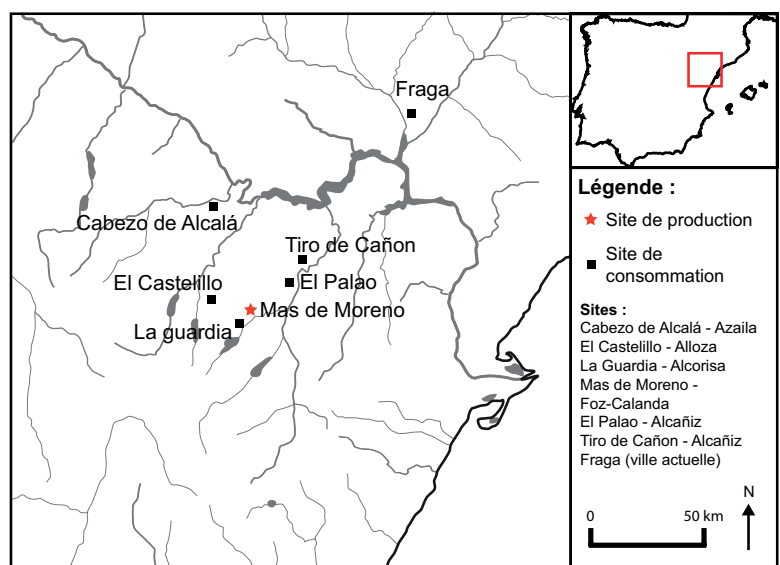 Fraga
Cabezo de Alcalá
Tiro de Cañon
El Castelillo
El Palao
Mas de Moreno
La guardia
Légende :
Site de production
Site de
consommation
Sites :
Cabezo de Alcalá - Azaila
El Castelillo - Alloza
La Guardia - Alcorisa
Mas de Moreno -
Foz-Calanda
El Palao - Alcañiz
Tiro de Cañon - Alcañiz
Fraga (ville actuelle)
N
0 50 km